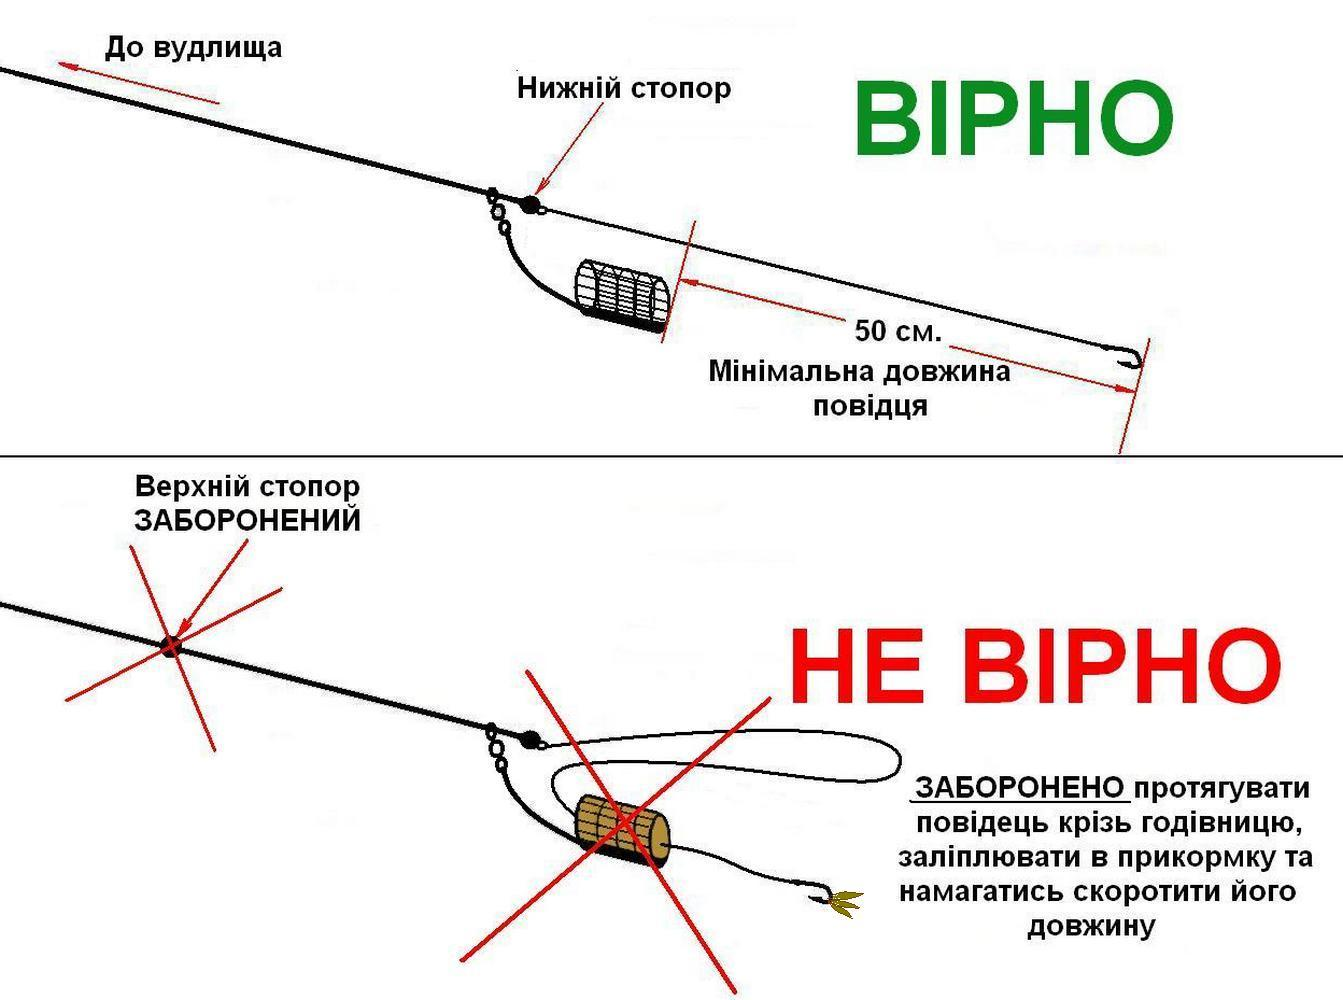 До вудлища
Нижній стопор
ВІРНО
50 см.
Мінімальна довжина
повідця
Верхній стопор
ЗАБОРОНЕНИЙ
НЕ ВІРНО
ЗАБОРОНЕНО протягувати
повідець крізь годівницю,
заліплювати в прикормку та
намагатись скоротити його
довжину